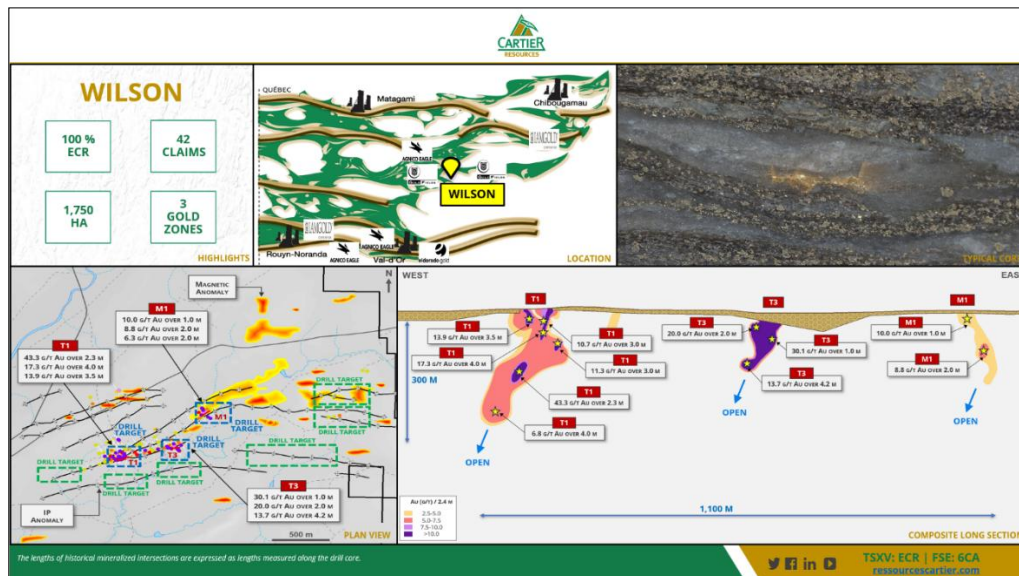 CARTIER
RESOURCES
WILSON
100 %
ECR
42
CLAIMS
1,750
HA
3
GOLD
ZONES
HIGHLIGHTS
QUÉBEC
Matagami
Chibougamau
IAMGOLD
AGNICO EAGLE
WILSON
IAMGOLD
AGNICO EAGLE
Rouyn-Noranda
AGNICO EAGLE
Val-d'Or
eldorado gold
LOCATION
TYPICAL CORE
N
MAGNETIC
ANOMALY
M1
10.0 G/T AU OVER 1.0 M
8.8 G/T AU OVER 2.0 M
6.3 G/T AU OVER 2.0 M
T1
43.3 G/T AU OVER 2.3 M
17.3 G/T AU OVER 4.0 M
13.9 G/T AU OVER 3.5 M
DRILL TARGET
DRILL TARGET
M1
DRILL
TARGET
DRILL
TARGET
DRILL
TARGET
T1
T3
DRILL TARGET
DRILL TARGET
DRILL TARGET
DRILL TARGET
IP
ANOMALY
T3
30.1 G/T AU OVER 1.0 M
20.0 G/T AU OVER 2.0 M
13.7 G/T AU OVER 4.2 M
500 m
PLAN VIEW
WEST
EAST
T1
T3
M1
T1
13.9 G/T AU OVER 3.5 M
T1
17.3 G/T AU OVER 4.0 M
10.7 G/T AU OVER 3.0 M
T1
11.3 G/T AU OVER 3.0 M
T1
43.3 G/T AU OVER 2.3 M
T1
6.8 G/T AU OVER 4.0 M
T3
20.0 G/T AU OVER 2.0 M
T3
30.1 G/T AU OVER 1.0 M
T3
13.7 G/T AU OVER 4.2 M
M1
10.0 G/T AU OVER 1.0 M
M1
8.8 G/T AU OVER 2.0 M
300 M
OPEN
OPEN
OPEN
AU (G/T) / 2.4 M
2.5-5.0
5.0-7.5
7.5-10.0
>10.0
1,100 M
COMPOSITE LONG SECTION
The lengths of historical mineralized intersections are expressed as lengths measured along the drill core.
TSXV: ECR | FSE: 6CA
ressourcescartier.com